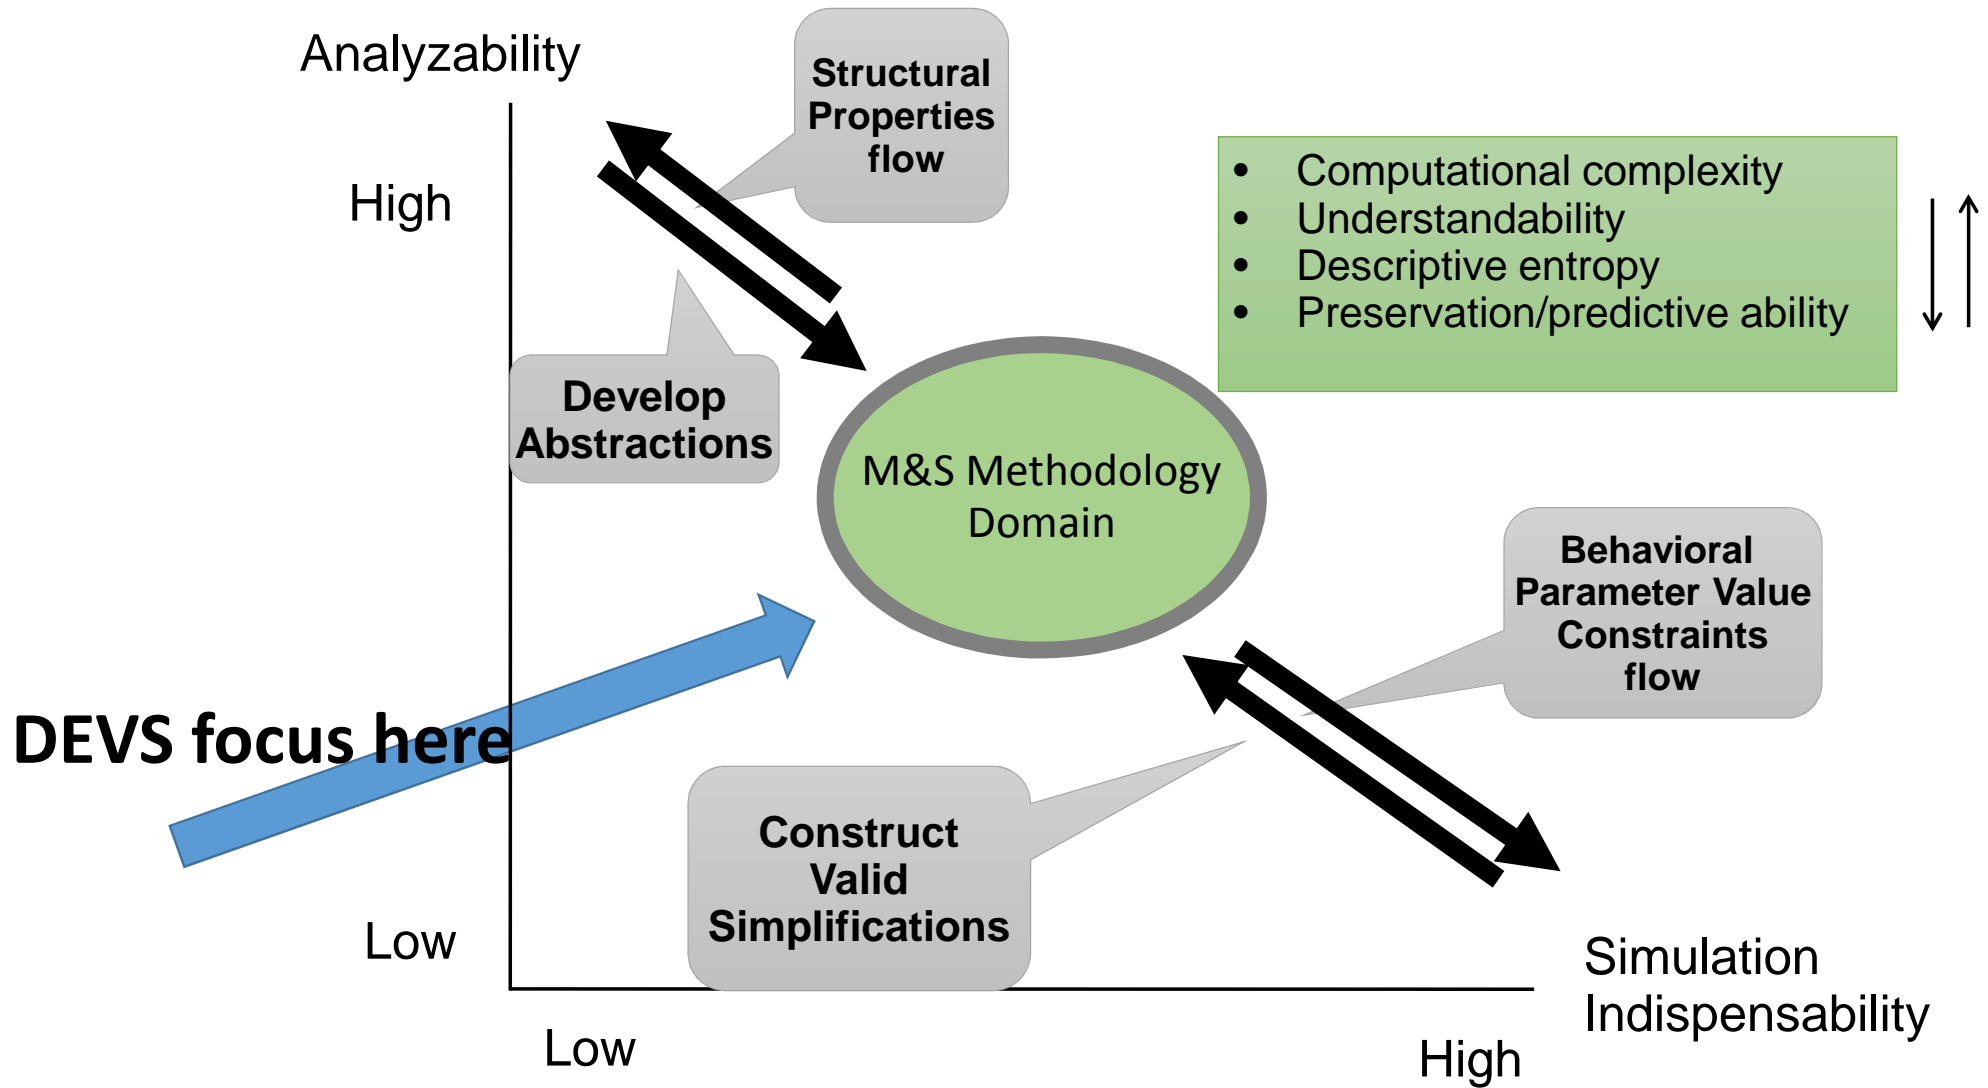 Analyzability
High
Structural
Properties
flow
• Computational complexity
• Understandability
• Descriptive entropy
• Preservation/predictive ability
Develop
Abstractions
M&S Methodology
Domain
Behavioral
Parameter Value
Constraints
flow
DEVS focus here
Construct
Valid
Simplifications
Low
Simulation
Indispensability
Low
High